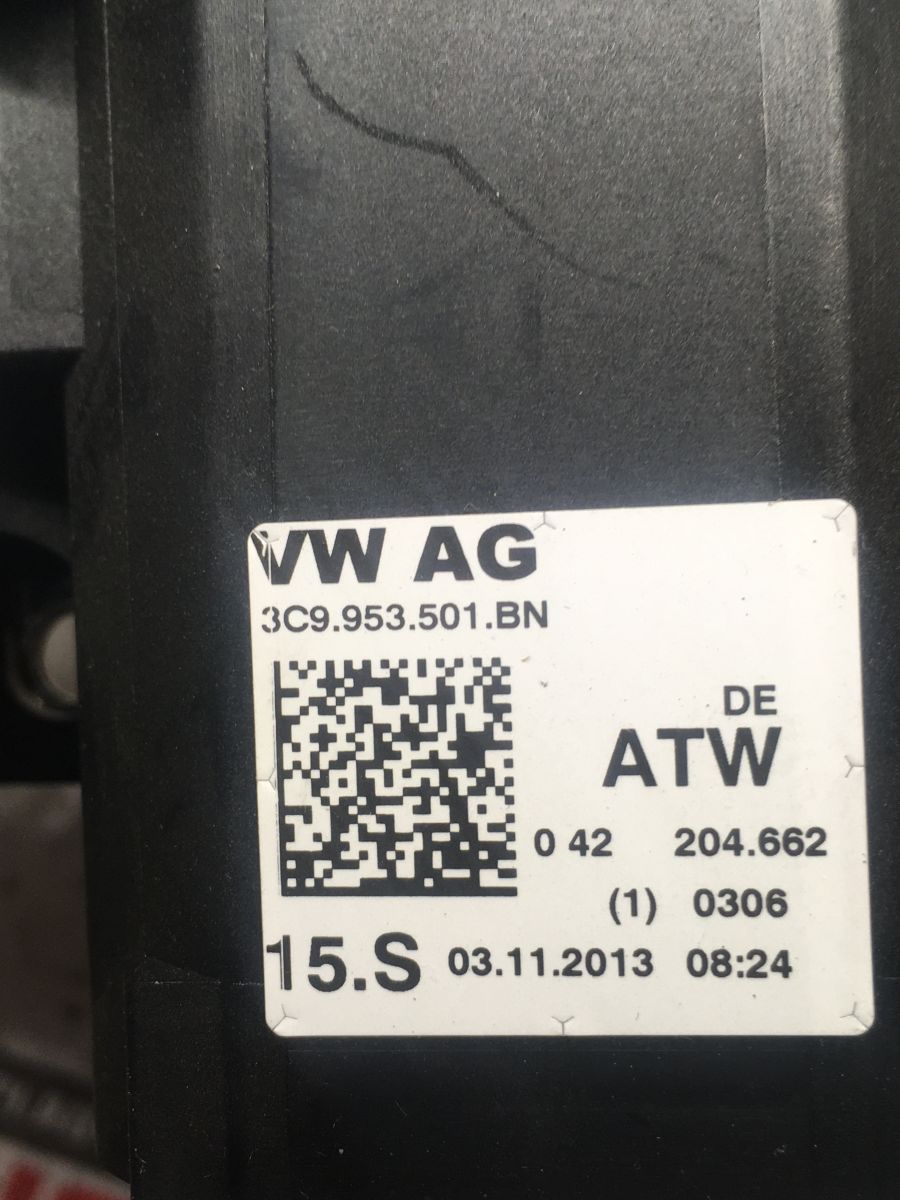 VW AG
3C9.953.501.BN
DE
ATW
0 42 204.662
(1) 0306
15.S 03.11.2013 08:24